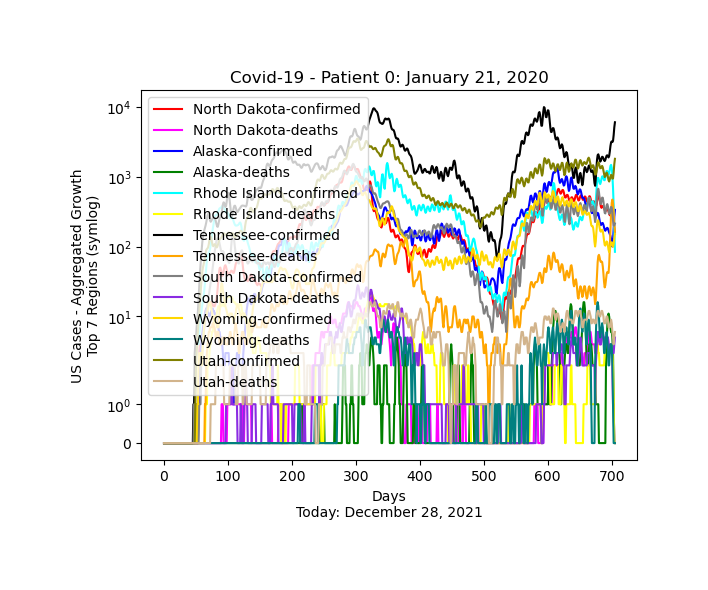 Covid-19 - Patient 0: January 21, 2020
US Cases - Aggregated Growth
Top 7 Regions (symlog)
10⁴
10³
10²
10¹
10⁰
0
North Dakota-confirmed
North Dakota-deaths
Alaska-confirmed
Alaska-deaths
Rhode Island-confirmed
Rhode Island-deaths
Tennessee-confirmed
Tennessee-deaths
South Dakota-confirmed
South Dakota-deaths
Wyoming-confirmed
Wyoming-deaths
Utah-confirmed
Utah-deaths
0 100 200 300 400 500 600 700
Days
Today: December 28, 2021